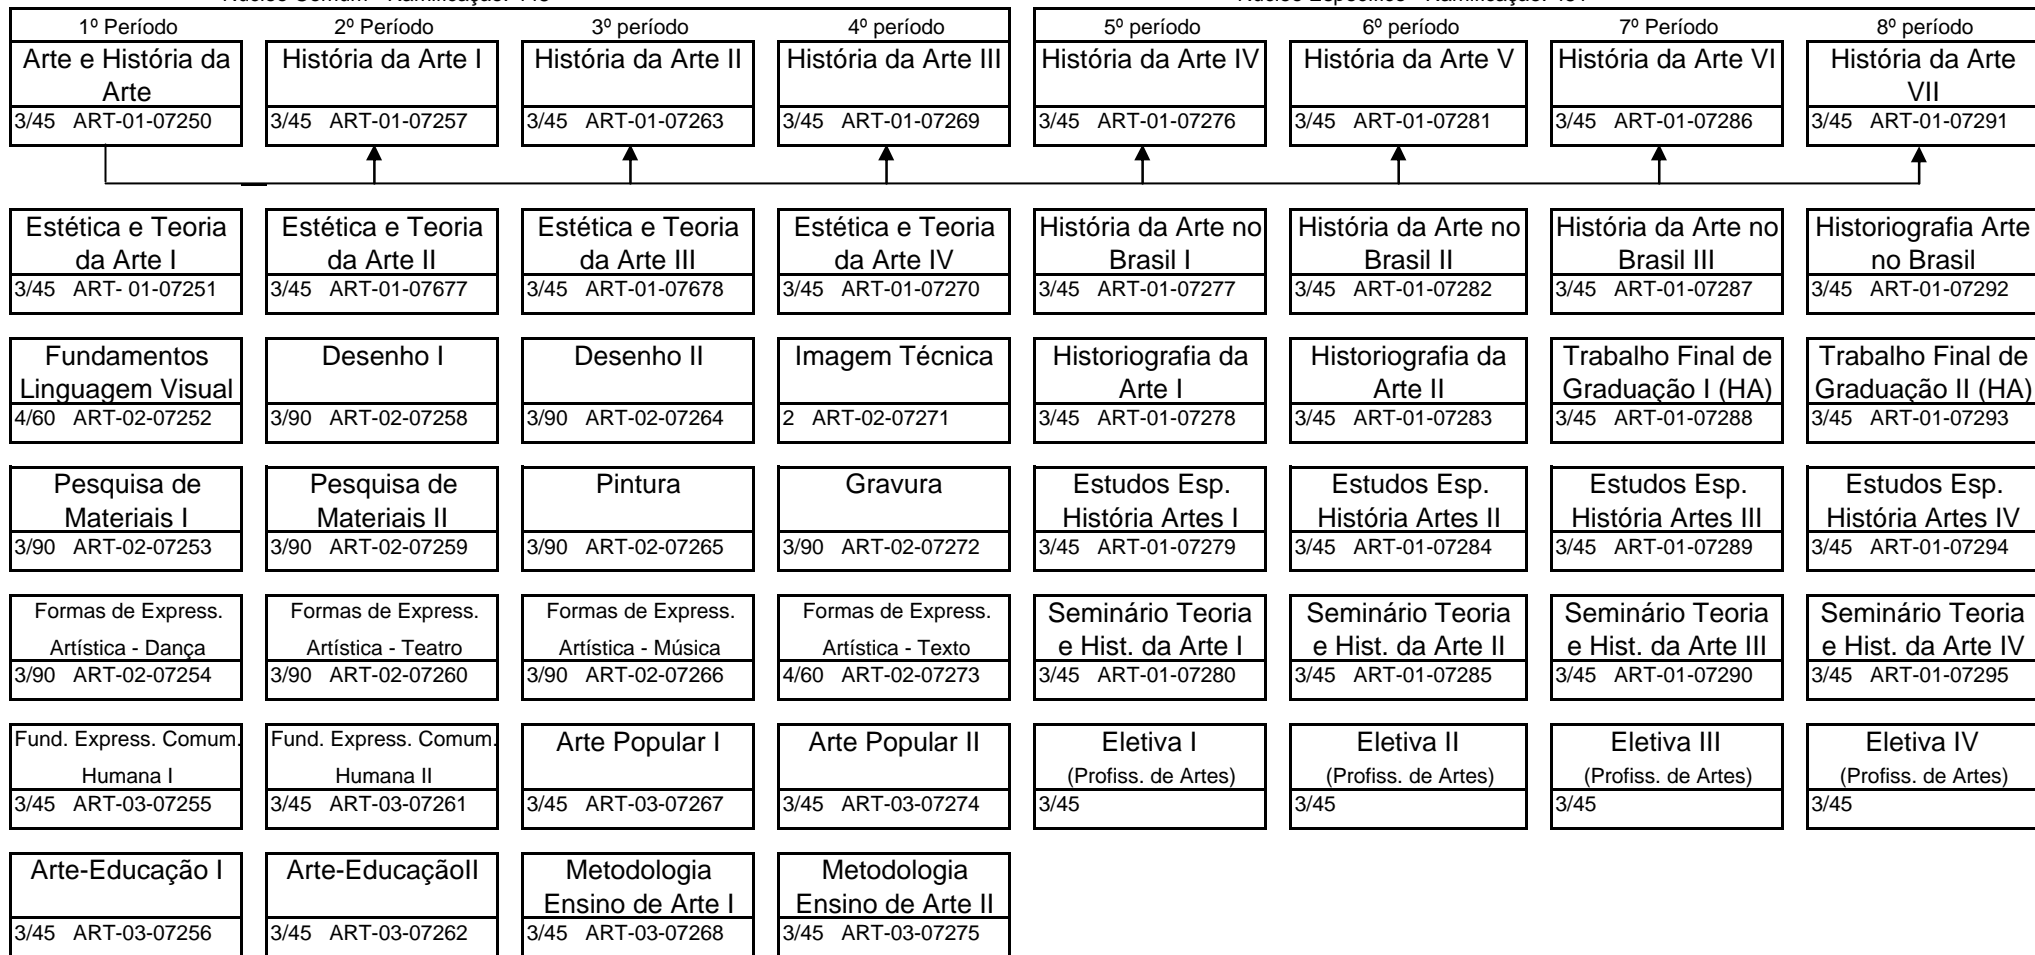 1º Período
2º Período
3º período
4º período
5º período
6º período
7º Período
8º período
Arte e História da
Arte
3/45 ART-01-07250
História da Arte I
3/45 ART-01-07257
História da Arte II
3/45 ART-01-07263
História da Arte III
3/45 ART-01-07269
História da Arte IV
3/45 ART-01-07276
História da Arte V
3/45 ART-01-07281
História da Arte VI
3/45 ART-01-07286
História da Arte
VII
3/45 ART-01-07291
Estética e Teoria
da Arte I
3/45 ART- 01-07251
Estética e Teoria
da Arte II
3/45 ART-01-07677
Estética e Teoria
da Arte III
3/45 ART-01-07678
Estética e Teoria
da Arte IV
3/45 ART-01-07270
História da Arte no
Brasil I
3/45 ART-01-07277
História da Arte no
Brasil II
3/45 ART-01-07282
História da Arte no
Brasil III
3/45 ART-01-07287
Historiografia Arte
no Brasil
3/45 ART-01-07292
Fundamentos
Linguagem Visual
4/60 ART-02-07252
Desenho I
3/90 ART-02-07258
Desenho II
3/90 ART-02-07264
Imagem Técnica
2 ART-02-07271
Historiografia da
Arte I
3/45 ART-01-07278
Historiografia da
Arte II
3/45 ART-01-07283
Trabalho Final de
Graduação I (HA)
3/45 ART-01-07288
Trabalho Final de
Graduação II (HA)
3/45 ART-01-07293
Pesquisa de
Materiais I
3/90 ART-02-07253
Pesquisa de
Materiais II
3/90 ART-02-07259
Pintura
3/90 ART-02-07265
Gravura
3/90 ART-02-07272
Estudos Esp.
História Artes I
3/45 ART-01-07279
Estudos Esp.
História Artes II
3/45 ART-01-07284
Estudos Esp.
História Artes III
3/45 ART-01-07289
Estudos Esp.
História Artes IV
3/45 ART-01-07294
Formas de Express.
Artística - Dança
3/90 ART-02-07254
Formas de Express.
Artística - Teatro
3/90 ART-02-07260
Formas de Express.
Artística - Música
3/90 ART-02-07266
Formas de Express.
Artística - Texto
4/60 ART-02-07273
Seminário Teoria
e Hist. da Arte I
3/45 ART-01-07280
Seminário Teoria
e Hist. da Arte II
3/45 ART-01-07285
Seminário Teoria
e Hist. da Arte III
3/45 ART-01-07290
Seminário Teoria
e Hist. da Arte IV
3/45 ART-01-07295
Fund. Express. Comum.
Humana I
3/45 ART-03-07255
Fund. Express. Comum.
Humana II
3/45 ART-03-07261
Arte Popular I
3/45 ART-03-07267
Arte Popular II
3/45 ART-03-07274
Eletiva I
(Profiss. de Artes)
3/45
Eletiva II
(Profiss. de Artes)
3/45
Eletiva III
(Profiss. de Artes)
3/45
Eletiva IV
(Profiss. de Artes)
3/45
Arte-Educação I
3/45 ART-03-07256
Arte-EducaçãoII
3/45 ART-03-07262
Metodologia
Ensino de Arte I
3/45 ART-03-07268
Metodologia
Ensino de Arte II
3/45 ART-03-07275